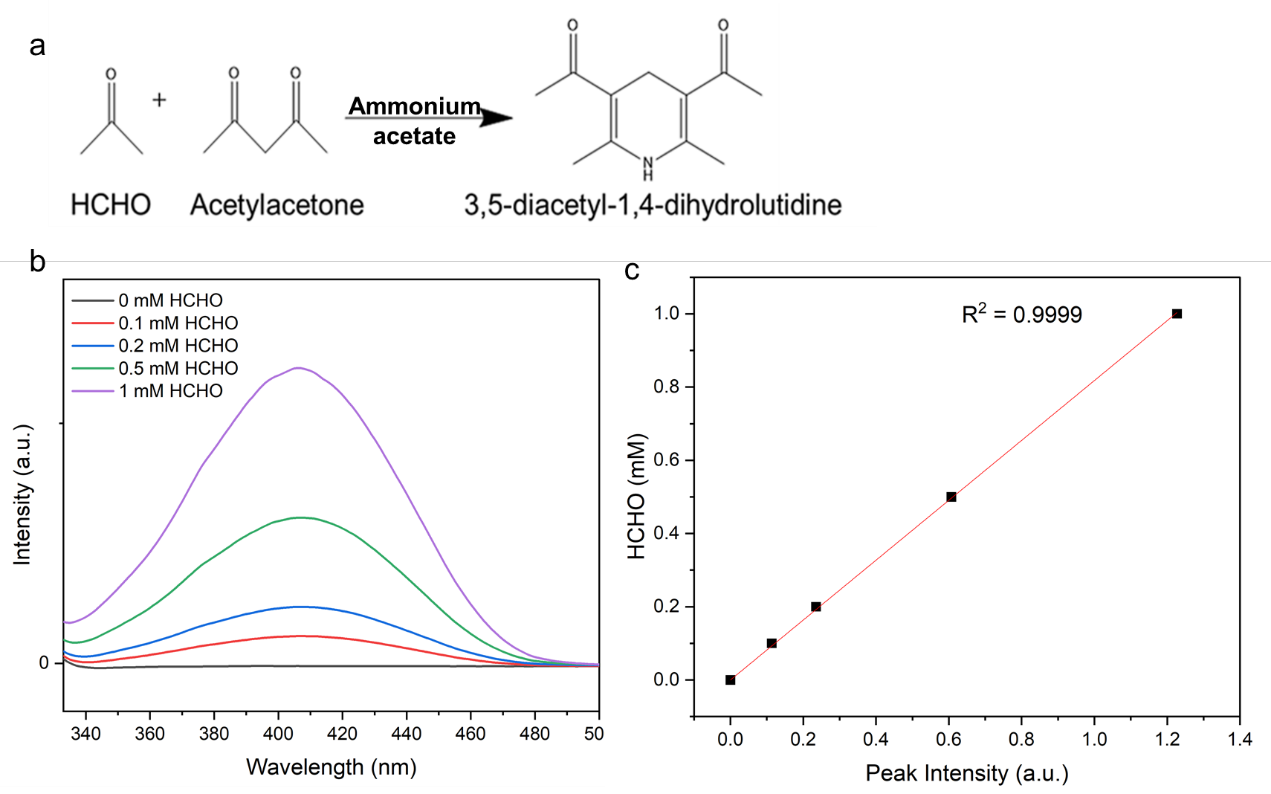 a
O
O O
O O
+
Ammonium
acetate
N
H
HCHO Acetylacetone 3,5-diacetyl-1,4-dihydrolutidine
b
0 mM HCHO
0.1 mM HCHO
0.2 mM HCHO
0.5 mM HCHO
1 mM HCHO
Intensity (a.u.)
0
340 360 380 400 420 440 460 480 50
Wavelength (nm)
c
R² = 0.9999
HCHO (mM)
1.0
0.8
0.6
0.4
0.2
0.0
0.0 0.2 0.4 0.6 0.8 1.0 1.2 1.4
Peak Intensity (a.u.)